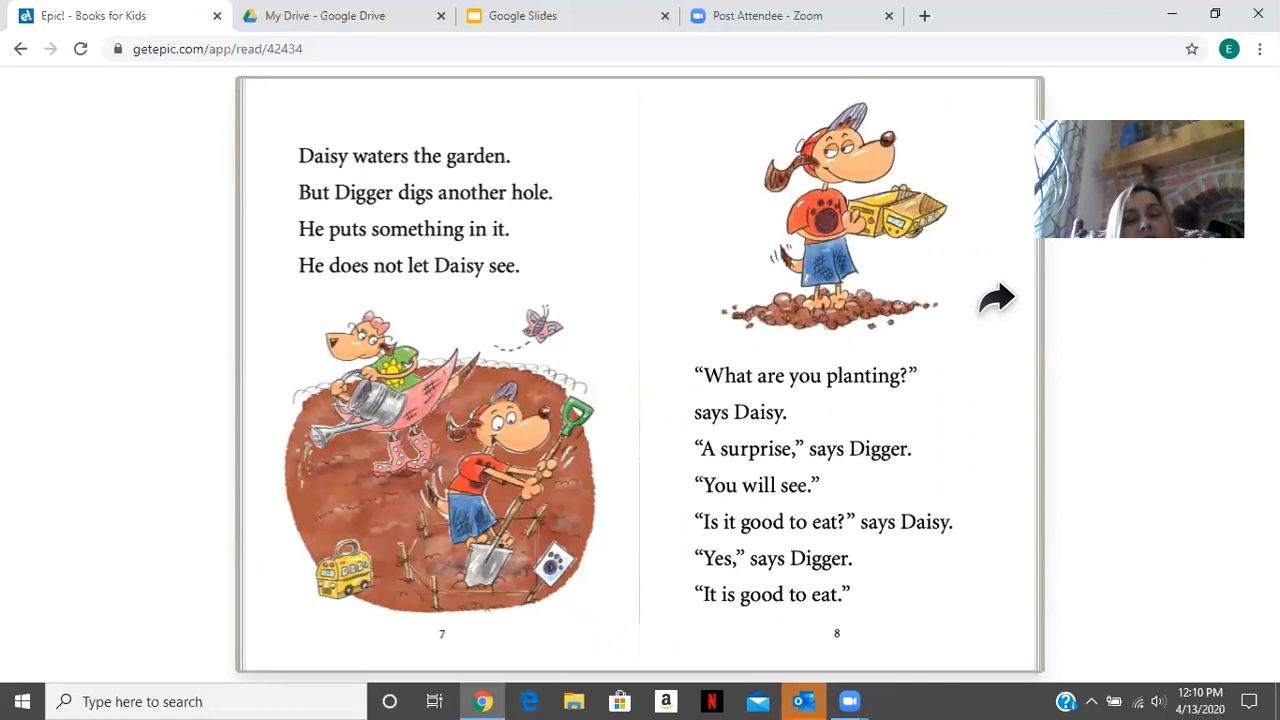 Epic! - Books for Kids
My Drive - Google Drive
Google Slides
Post Attendee - Zoom
getepic.com/app/read/42434
E
Daisy waters the garden.
But Digger digs another hole.
He puts something in it.
He does not let Daisy see.
7
“What are you planting?”
says Daisy.
“A surprise,” says Digger.
“You will see.”
“Is it good to eat?” says Daisy.
“Yes,” says Digger.
“It is good to eat.”
8
Type here to search
12:10 PM
4/13/2020